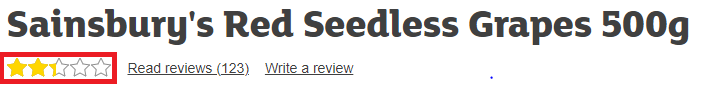 Sainsbury's Red Seedless Grapes 500g
Read reviews (123) Write a review